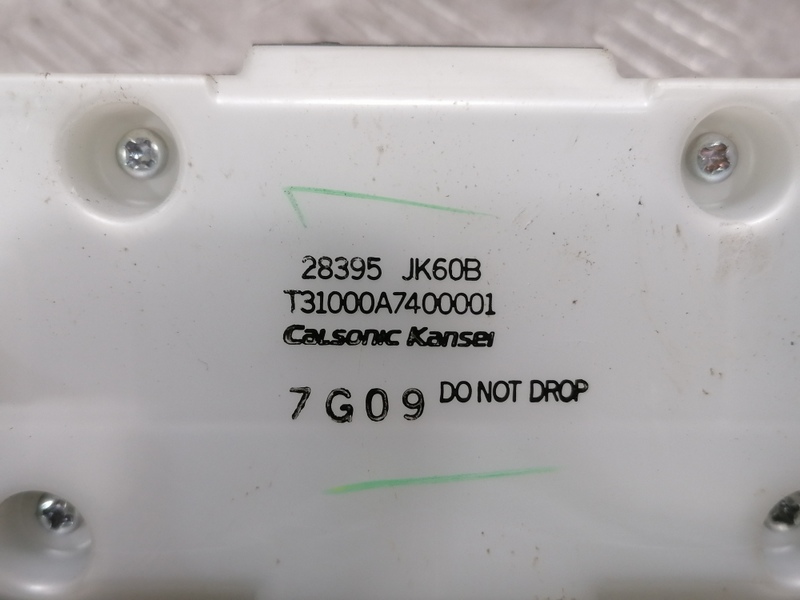 28395 JK60B
T31000A7400001
CALSONIC KANSEI
7G09 DO NOT DROP